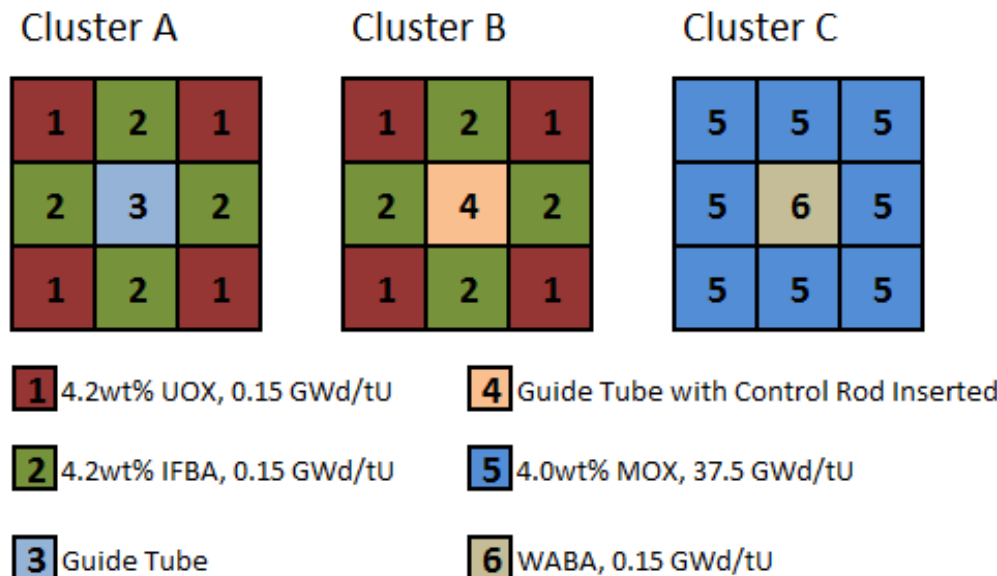 Cluster A Cluster B Cluster C
1 2 1 1 2 1 5 5 5
2 3 2 2 4 2 5 6 5
1 2 1 1 2 1 5 5 5
1 4.2wt% UOX, 0.15 GWd/tU 4 Guide Tube with Control Rod Inserted
2 4.2wt% IFBA, 0.15 GWd/tU 5 4.0wt% MOX, 37.5 GWd/tU
3 Guide Tube 6 WABA, 0.15 GWd/tU